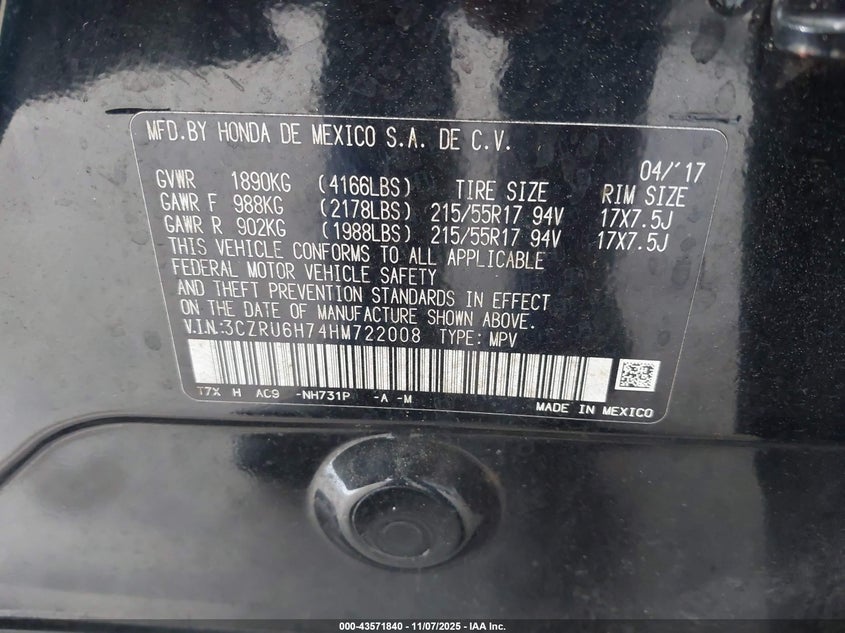 MFD.BY HONDA DE MEXICO S.A. DE C.V.
04/'17
GVWR 1890KG (4166LBS) TIRE SIZE RIM SIZE
GAWR F 988KG (2178LBS) 215/55R17 94V 17X7.5J
GAWR R 902KG (1988LBS) 215/55R17 94V 17X7.5J
THIS VEHICLE CONFORMS TO ALL APPLICABLE
FEDERAL MOTOR VEHICLE SAFETY
AND THEFT PREVENTION STANDARDS IN EFFECT
ON THE DATE OF MANUFACTURE SHOWN ABOVE.
V.I.N:3CZRU6H74HM722008 TYPE: MPV
T7X H AC9 -NH731P -A -M
MADE IN MEXICO
000-43571840 - 11/07/2025 - IAA Inc.